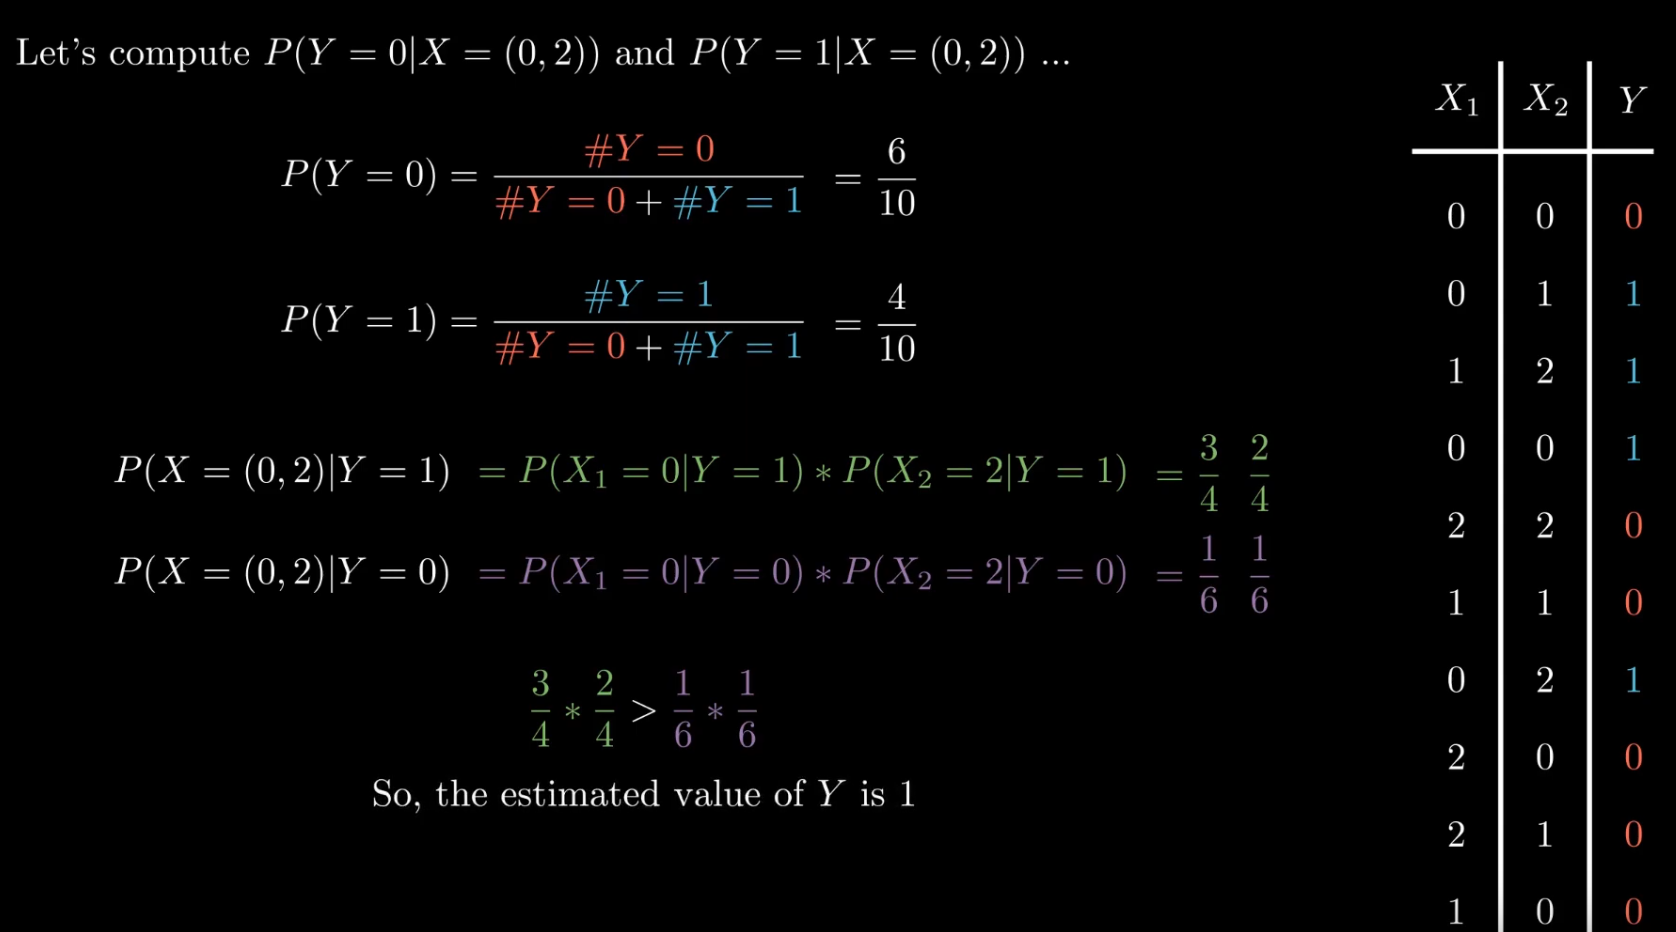 Let's compute P(Y = 0|X = (0, 2)) and P(Y = 1|X = (0, 2)) ...
P(Y = 0) = #Y = 0 / #Y = 0 + #Y = 1 = 6/10
P(Y = 1) = #Y = 1 / #Y = 0 + #Y = 1 = 4/10
P(X = (0, 2)|Y = 1) = P(X₁ = 0|Y = 1) * P(X₂ = 2|Y = 1) = 3/4 2/4
P(X = (0, 2)|Y = 0) = P(X₁ = 0|Y = 0) * P(X₂ = 2|Y = 0) = 1/6 1/6
3/4 * 2/4 > 1/6 * 1/6
So, the estimated value of Y is 1
X₁ X₂ Y
0 0 0
0 1 1
1 2 1
0 0 1
2 2 0
1 1 0
0 2 1
2 0 0
2 1 0
1 0 0